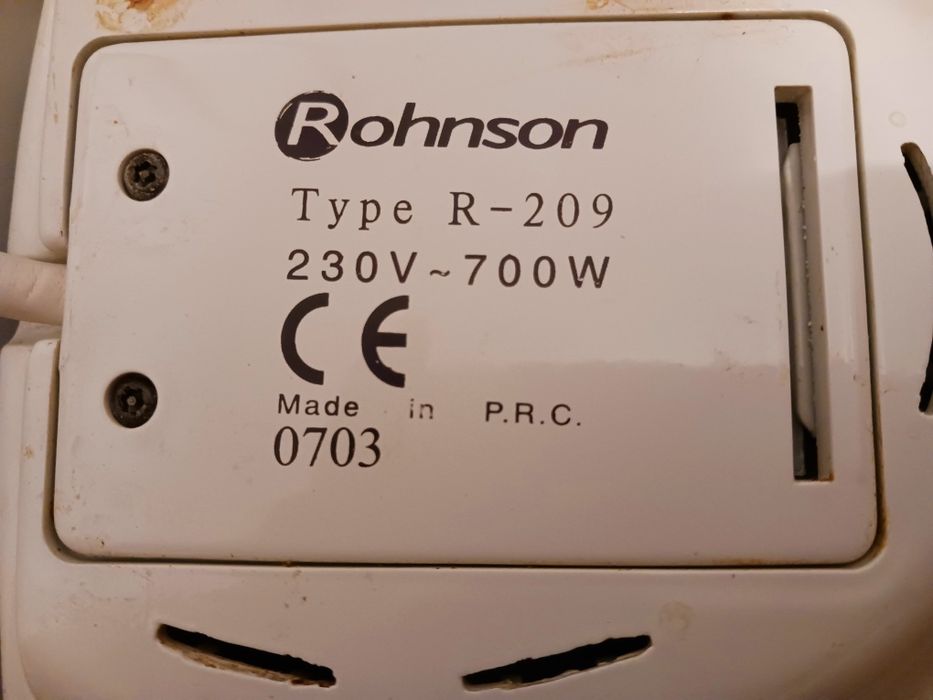 Rohnson
Type R-209
230V~700W
CE
Made in P.R.C.
0703